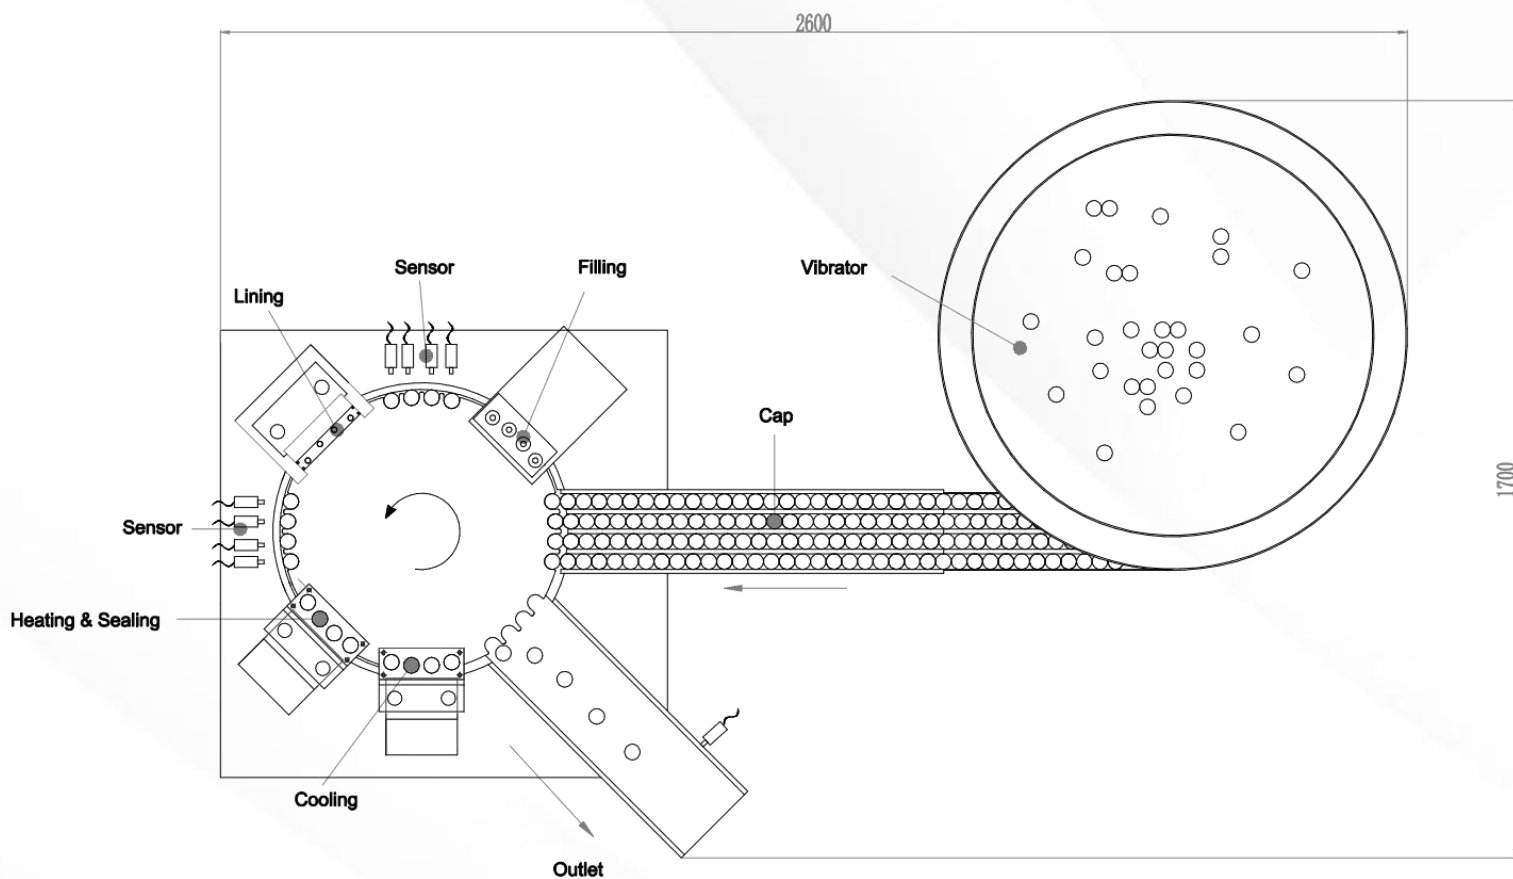 2600
Sensor
Filling
Vibrator
Lining
Cap
1700
Sensor
Heating & Sealing
Cooling
Outlet